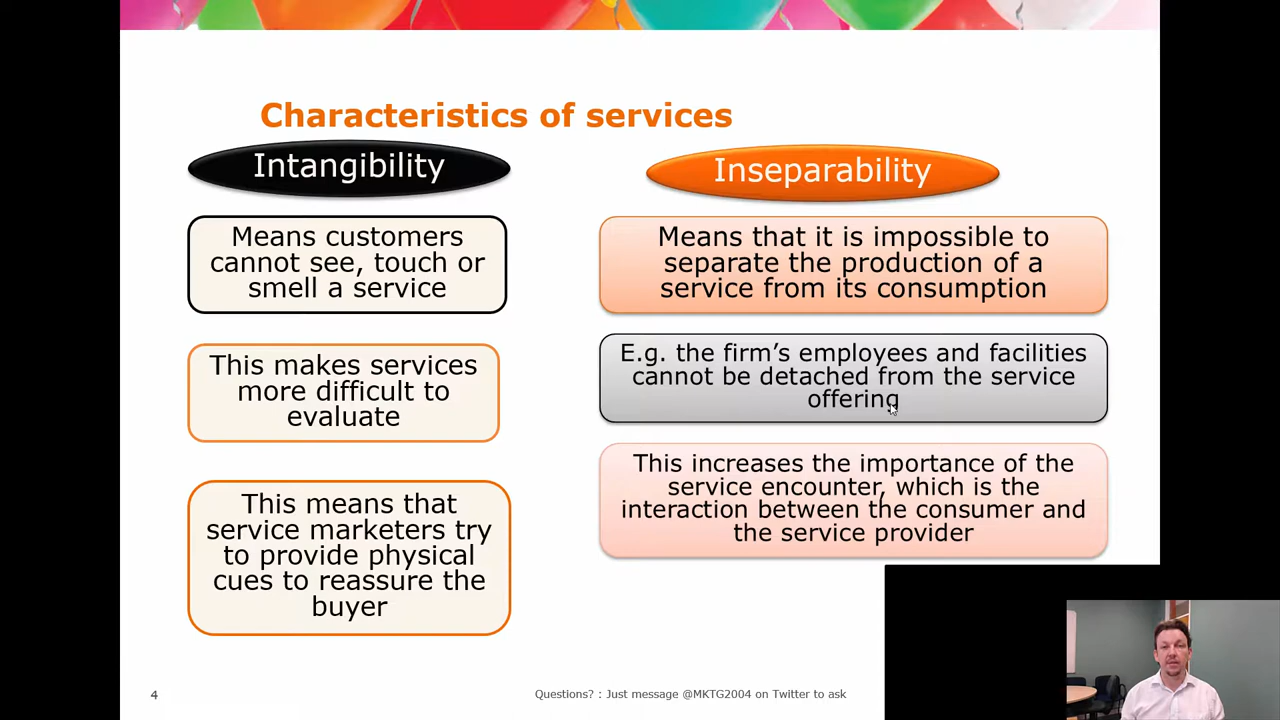 Characteristics of services
Intangibility
Means customers
cannot see, touch or
smell a service
This makes services
more difficult to
evaluate
This means that
service marketers try
to provide physical
cues to reassure the
buyer
Inseparability
Means that it is impossible to
separate the production of a
service from its consumption
E.g. the firm’s employees and facilities
cannot be detached from the service
offering
This increases the importance of the
service encounter, which is the
interaction between the consumer and
the service provider
4
Questions? : Just message @MKTG2004 on Twitter to ask